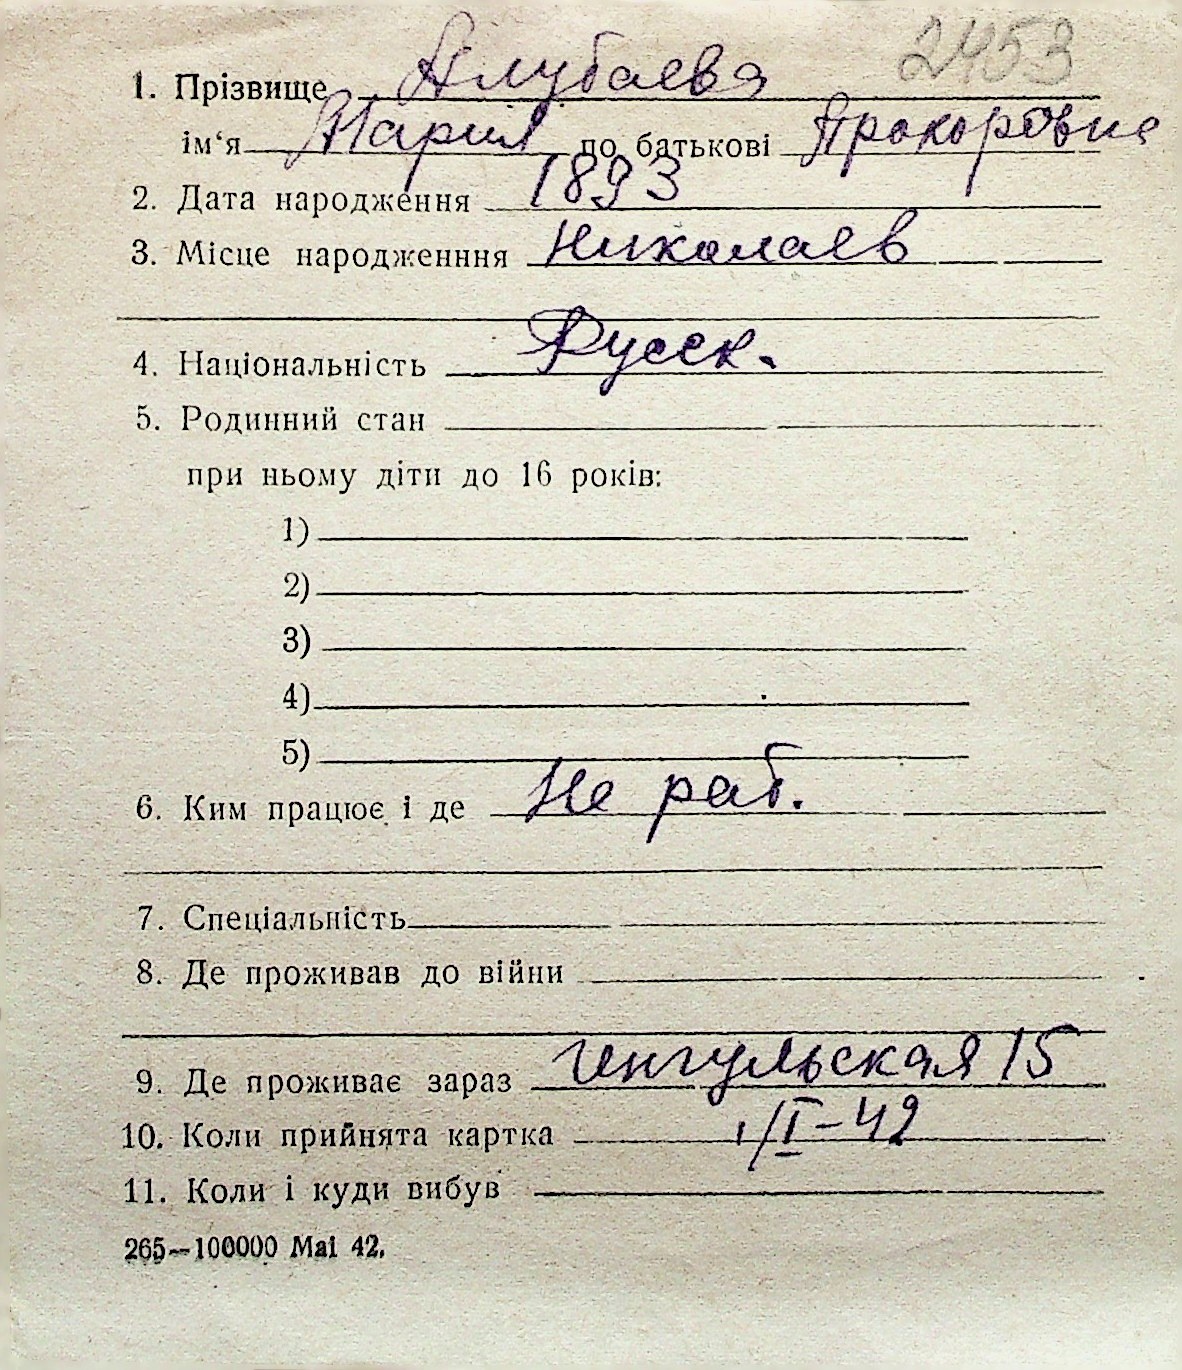 2453
1. Прізвище Алубаева
ім‘я Мария по батькові Прокоровна
2. Дата народження 1893
3. Місце народженння Николаев
4. Національність Русск.
5. Родинний стан
при ньому діти до 16 років:
1)
2)
3)
4)
5)
6. Ким працює і де Не раб.
7. Спеціальність
8. Де проживав до війни
9. Де проживає зараз Ингульская 15
10. Коли прийнята картка 1/I-42
11. Коли і куди вибув
265—100000 Mai 42.